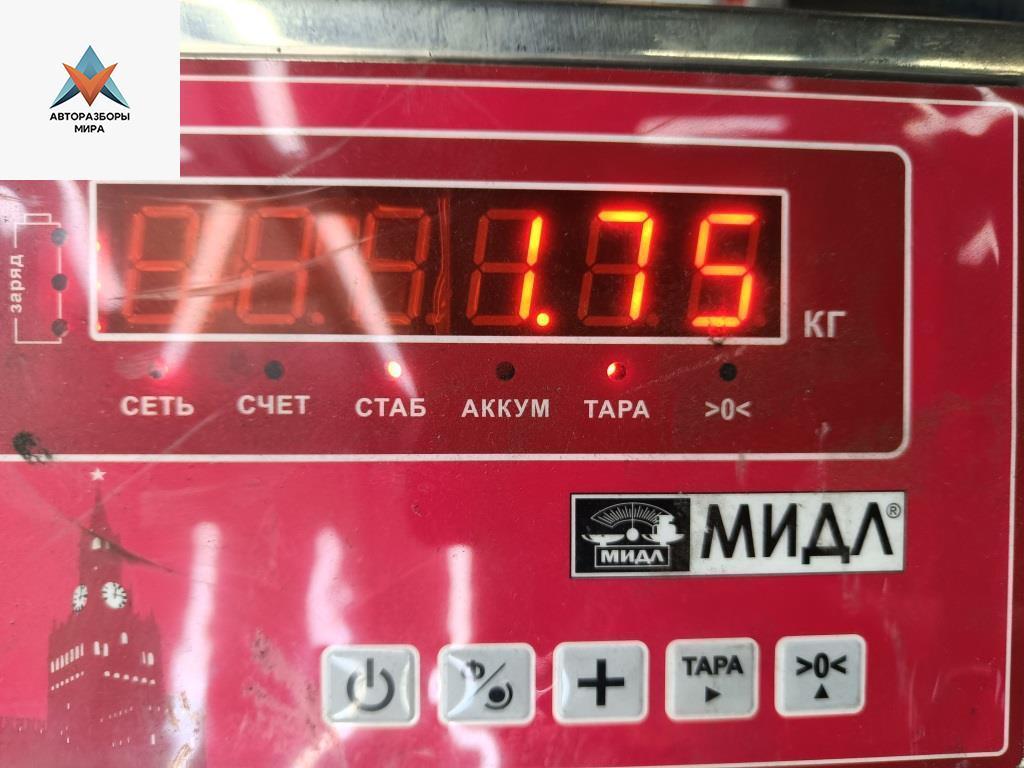 АВТОРАЗБОРЫ
МИРА
заряд
1.75
КГ
СЕТЬ СЧЕТ СТАБ АККУМ ТАРА >0<
МИДЛ
МИДЛ®
ТАРА >0<